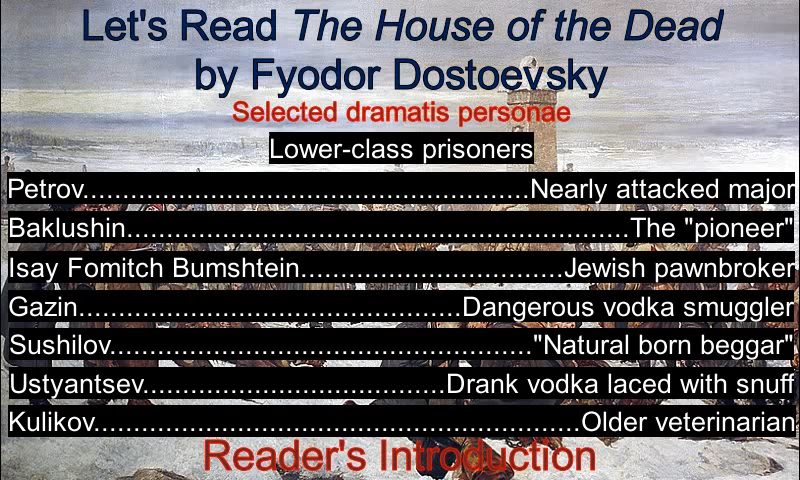 Let's Read The House of the Dead
by Fyodor Dostoevsky
Selected dramatis personae
Lower-class prisoners
Petrov.......................................................Nearly attacked major
Baklushin...............................................................The "pioneer"
Isay Fomitch Bumshtein.................................Jewish pawnbroker
Gazin................................................Dangerous vodka smuggler
Sushilov....................................................."Natural born beggar"
Ustyantsev......................................Drank vodka laced with snuff
Kulikov.............................................................Older veterinarian
Reader's Introduction